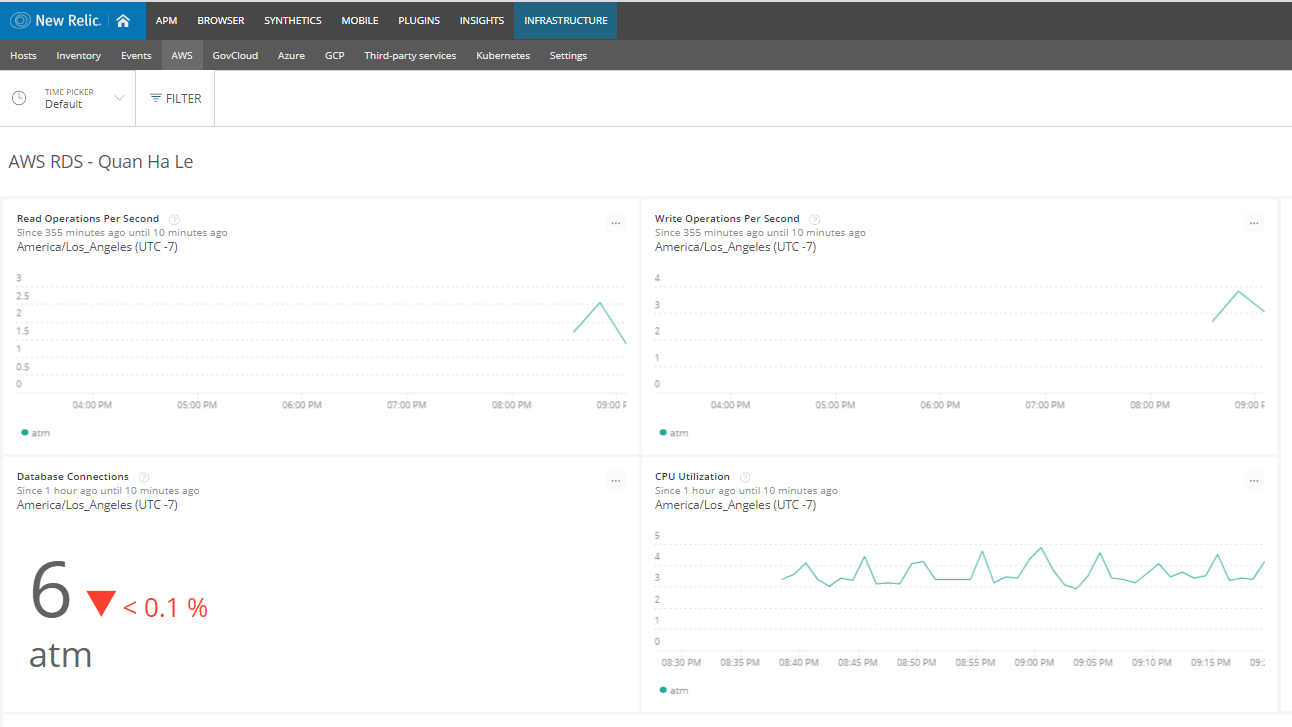 New Relic. APM BROWSER SYNTHETICS MOBILE PLUGINS INSIGHTS INFRASTRUCTURE
Hosts Inventory Events AWS GovCloud Azure GCP Third-party services Kubernetes Settings
TIME PICKER
Default
FILTER
AWS RDS - Quan Ha Le
Read Operations Per Second ?
Since 355 minutes ago until 10 minutes ago
America/Los_Angeles (UTC -7)
3
2.5
2
1.5
1
0.5
0
04:00 PM 05:00 PM 06:00 PM 07:00 PM 08:00 PM 09:00
atm
Write Operations Per Second ?
Since 355 minutes ago until 10 minutes ago
America/Los_Angeles (UTC -7)
4
3
2
1
0
04:00 PM 05:00 PM 06:00 PM 07:00 PM 08:00 PM 09:00
atm
Database Connections ?
Since 1 hour ago until 10 minutes ago
America/Los_Angeles (UTC -7)
6 < 0.1 %
atm
CPU Utilization ?
Since 1 hour ago until 10 minutes ago
America/Los_Angeles (UTC -7)
5
4
3
2
1
0
08:30 PM 08:35 PM 08:40 PM 08:45 PM 08:50 PM 08:55 PM 09:00 PM 09:05 PM 09:10 PM 09:15 PM
atm